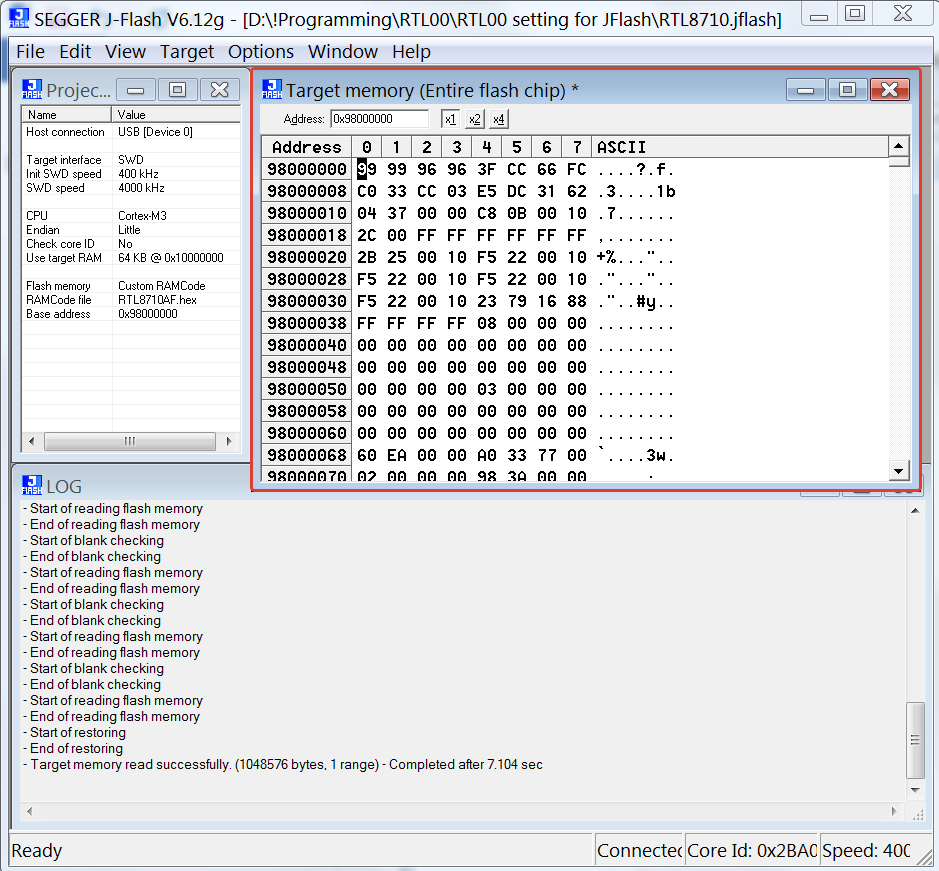 SEGGER J-Flash V6.12g - [D:\!Programming\RTL00\RTL00 setting for JFlash\RTL8710.jflash]
File Edit View Target Options Window Help
Projec...
Name Value
Host connection USB [Device 0]
Target interface SWD
Init SWD speed 400 kHz
SWD speed 4000 kHz
CPU Cortex-M3
Endian Little
Check core ID No
Use target RAM 64 KB @ 0x10000000
Flash memory Custom RAMCode
RAMCode file RTL8710AF.hex
Base address 0x98000000
Target memory (Entire flash chip) *
Address: 0x98000000 x1 x2 x4
Address 0 1 2 3 4 5 6 7 ASCII
98000000 99 99 96 96 3F CC 66 FC ....?.f.
98000008 C0 33 CC 03 E5 DC 31 62 .3....1b
98000010 04 37 00 00 C8 0B 00 10 .7......
98000018 2C 00 FF FF FF FF FF FF ,.......
98000020 2B 25 00 10 F5 22 00 10 +%..."..
98000028 F5 22 00 10 F5 22 00 10 ."..."..
98000030 F5 22 00 10 23 79 16 88 ."..#y..
98000038 FF FF FF FF 08 00 00 00 ........
98000040 00 00 00 00 00 00 00 00 ........
98000048 00 00 00 00 00 00 00 00 ........
98000050 00 00 00 00 03 00 00 00 ........
98000058 00 00 00 00 00 00 00 00 ........
98000060 00 00 00 00 00 00 00 00 ........
98000068 60 EA 00 00 A0 33 77 00 `....3w.
98000070 02 00 00 00 98 3A 00 00
LOG
- Start of reading flash memory
- End of reading flash memory
- Start of blank checking
- End of blank checking
- Start of reading flash memory
- End of reading flash memory
- Start of blank checking
- End of blank checking
- Start of reading flash memory
- End of reading flash memory
- Start of blank checking
- End of blank checking
- Start of reading flash memory
- End of reading flash memory
- Start of restoring
- End of restoring
- Target memory read successfully. (1048576 bytes, 1 range) - Completed after 7.104 sec
Ready Connected Core Id: 0x2BA0 Speed: 400